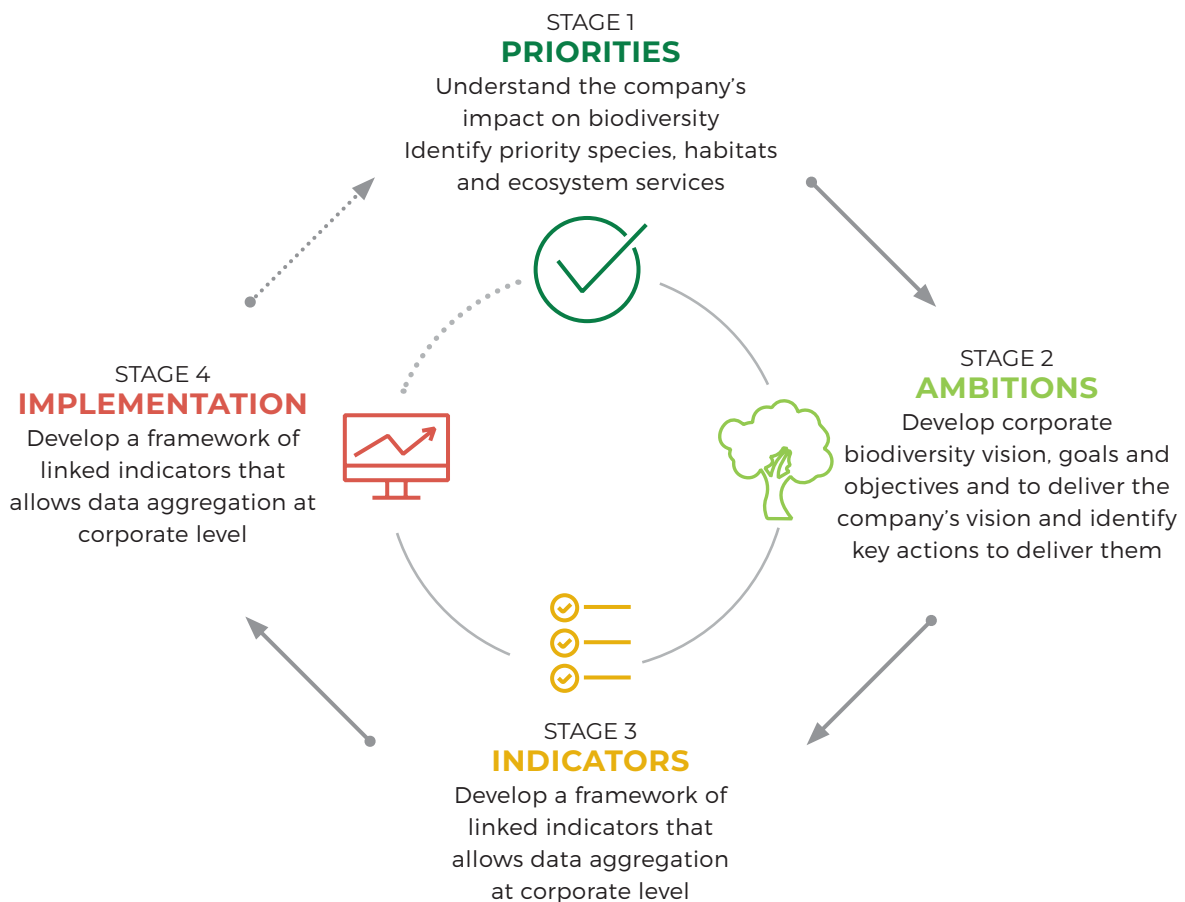 STAGE 1
PRIORITIES
Understand the company's
impact on biodiversity
Identify priority species, habitats
and ecosystem services
STAGE 2
AMBITIONS
Develop corporate
biodiversity vision, goals and
objectives and to deliver the
company's vision and identify
key actions to deliver them
STAGE 3
INDICATORS
Develop a framework of
linked indicators that
allows data aggregation
at corporate level
STAGE 4
IMPLEMENTATION
Develop a framework of
linked indicators that
allows data aggregation at
corporate level